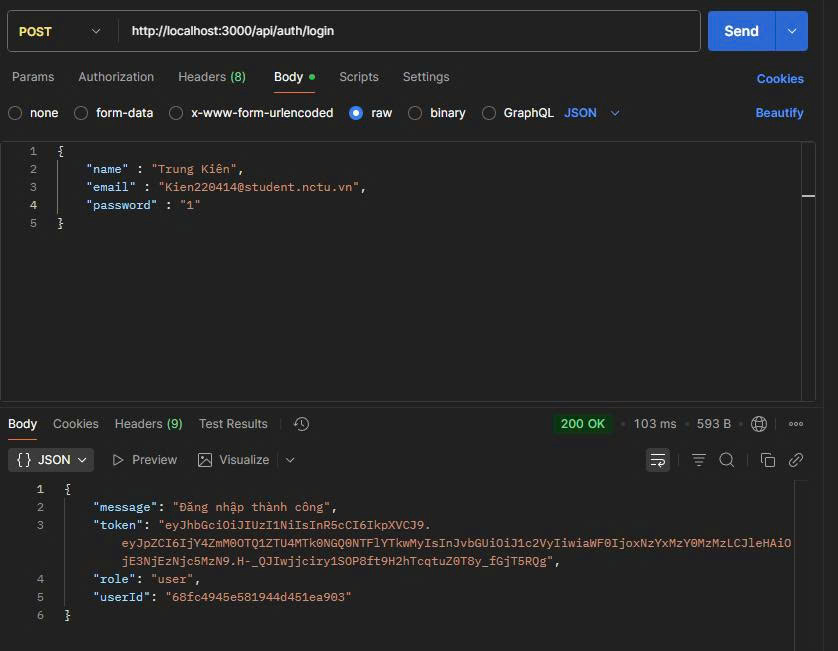 POST http://localhost:3000/api/auth/login Send
Params Authorization Headers (8) Body Scripts Settings Cookies
none form-data x-www-form-urlencoded raw binary GraphQL JSON Beautify
1 {
2 "name" : "Trung Kiên",
3 "email" : "Kien220414@student.nctu.vn",
4 "password" : "1"
5 }
Body Cookies Headers (9) Test Results 200 OK 103 ms 593 B
{} JSON Preview Visualize
1 {
2 "message": "Đăng nhập thành công",
3 "token": "eyJhbGciOiJIUzI1NiIsInR5cCI6IkpXVCJ9.
eyJpZCI6IjY4ZmM0OTQ1ZTU4MTk0NGQ0NTFlYTkwMyIsInJvbGUiOiJ1c2VyIiwiaWF0IjoxNzYxMzY0MzMzLCJleHAiO
jE3NjEzNjc5MzN9.H-_QJIwjjciry1SOP8ft9H2hTcqtuZ0T8y_fGjT5RQg",
4 "role": "user",
5 "userId": "68fc4945e581944d451ea903"
6 }